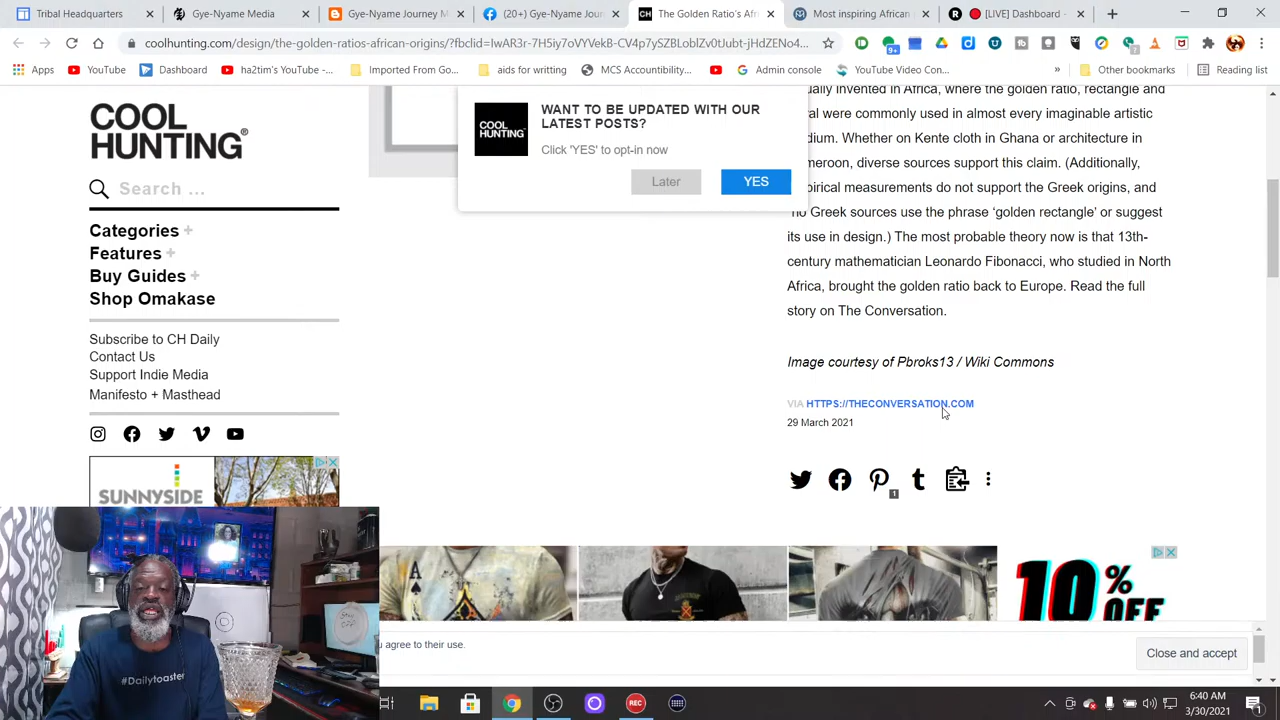 Tribal Headquarters
Gye-Nyame Media
Gye-Nyame Journey M
(20+) Gye-Nyame Journ
CH
The Golden Ratio's Afri
Most inspiring African
[LIVE] Dashboard -
coolhunting.com/design/the-golden-ratios-african-origins/?fbclid=
Apps
YouTube
Dashboard
ha2tim's YouTube -
Imported From Go...
aids for writting
MCS Accountibility...
Admin console
YouTube Video Con...
»
Other bookmarks
Reading list
COOL
HUNTING®
Search ...
Categories +
Features +
Buy Guides +
Shop Omakase
Subscribe to CH Daily
Contact Us
Support Indie Media
Manifesto + Masthead
SUNNYSIDE
COOL
HUNTING
WANT TO BE UPDATED WITH OUR
LATEST POSTS?
Click 'YES' to opt-in now
Later
YES
ually invented in Africa, where the golden ratio, rectangle and
ral were commonly used in almost every imaginable artistic
dium. Whether on Kente cloth in Ghana or architecture in
meroon, diverse sources support this claim. (Additionally,
pirical measurements do not support the Greek origins, and
no Greek sources use the phrase ‘golden rectangle’ or suggest
its use in design.) The most probable theory now is that 13th-
century mathematician Leonardo Fibonacci, who studied in North
Africa, brought the golden ratio back to Europe. Read the full
story on The Conversation.
Image courtesy of Pbroks13 / Wiki Commons
VIA HTTPS://THECONVERSATION.COM
29 March 2021
1
10%
OFF
u agree to their use.
Close and accept
#Dailytoaster
REC
6:40 AM
3/30/2021